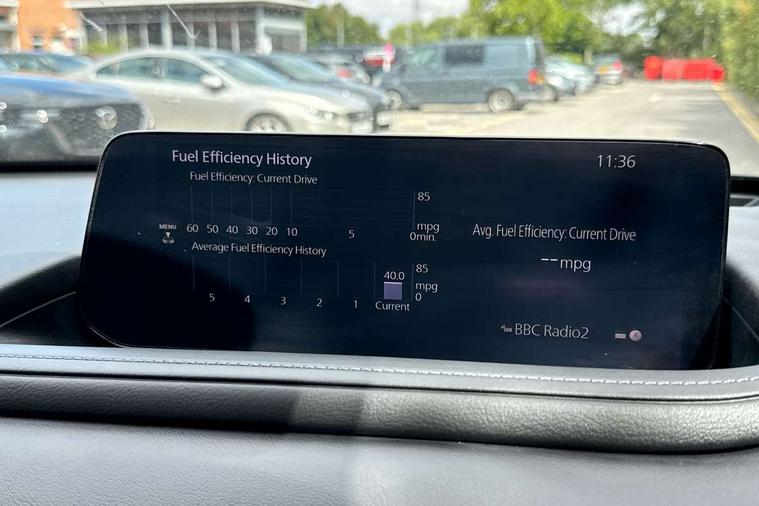 Fuel Efficiency History
11:36
Fuel Efficiency: Current Drive
85
mpg
60 50 40 30 20 10 5 0min.
MENU
Avg. Fuel Efficiency: Current Drive
--mpg
Average Fuel Efficiency History
85
40.0
mpg
5 4 3 2 1 Current 0
BBC Radio2